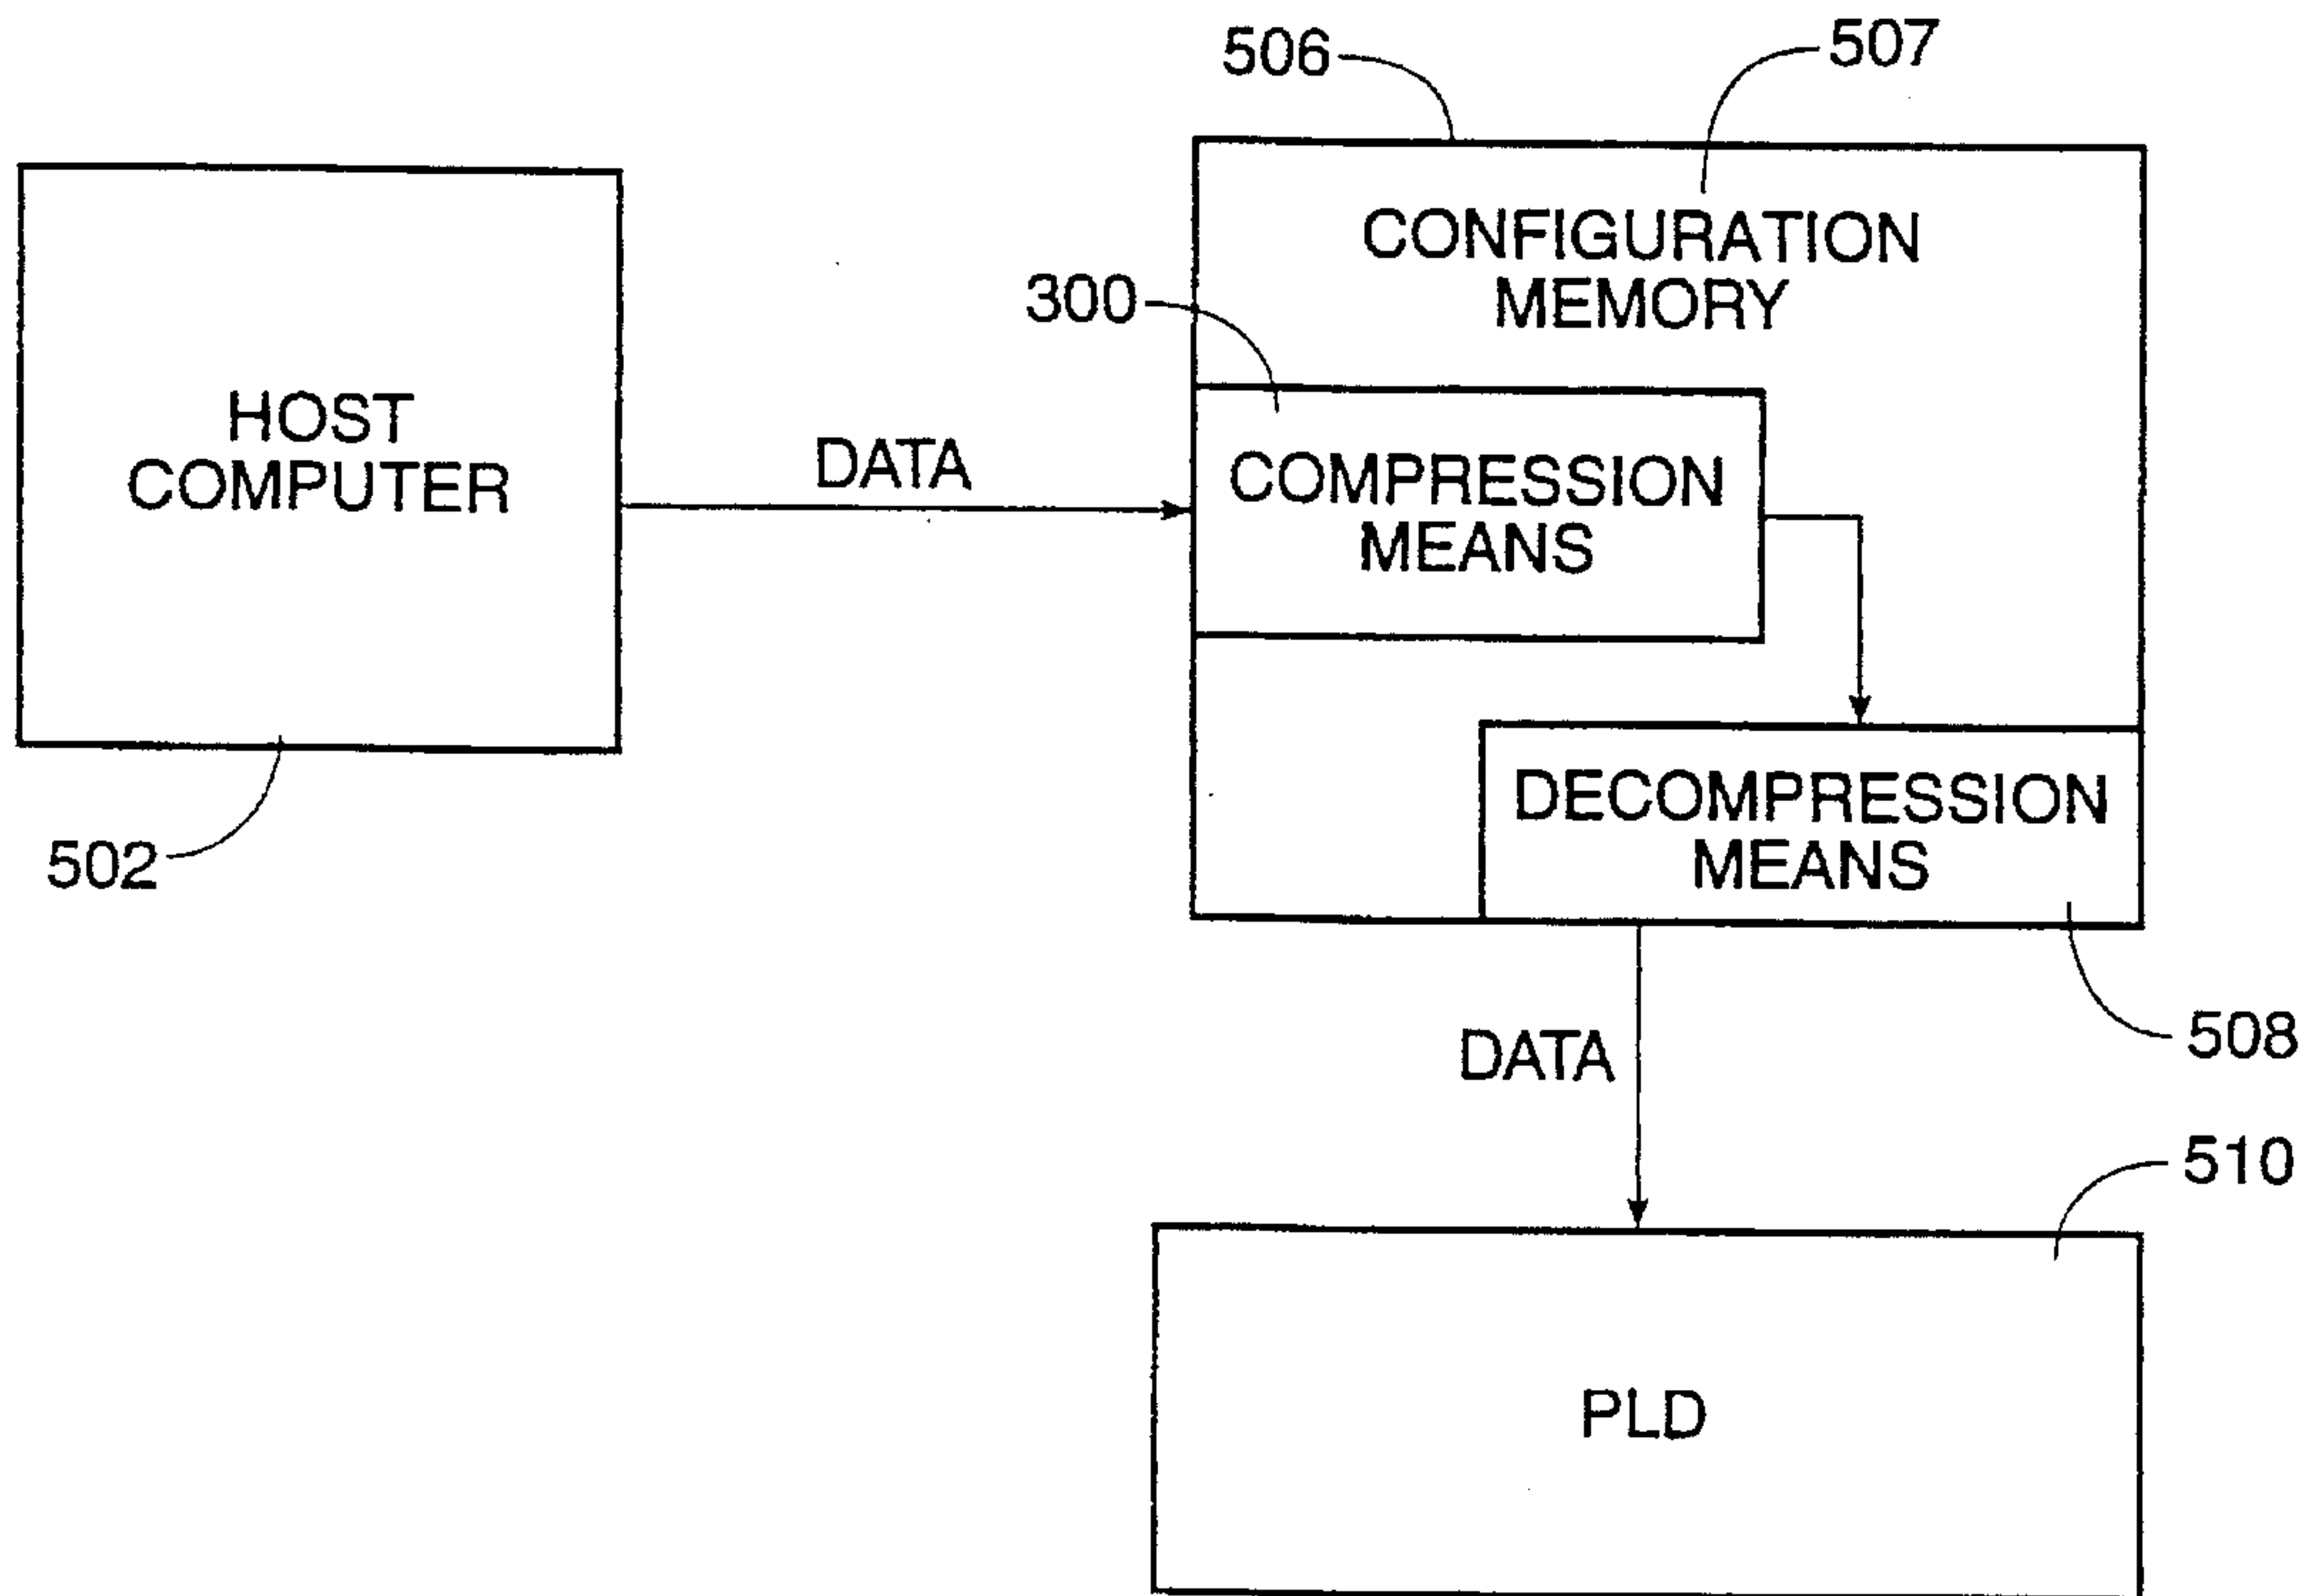 506
507
CONFIGURATION
MEMORY
300
HOST
COMPUTER
DATA
COMPRESSION
MEANS
DECOMPRESSION
MEANS
502
508
DATA
510
PLD